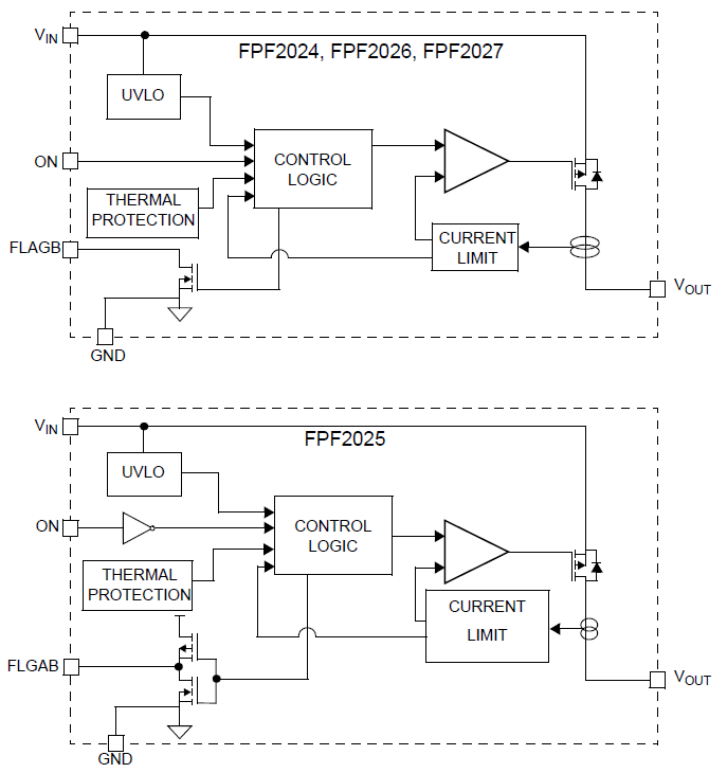 VIN
FPF2024, FPF2026, FPF2027
UVLO
ON
CONTROL
LOGIC
THERMAL
PROTECTION
FLAGB
CURRENT
LIMIT
VOUT
GND
VIN
FPF2025
UVLO
ON
CONTROL
LOGIC
THERMAL
PROTECTION
CURRENT
LIMIT
FLGAB
VOUT
GND